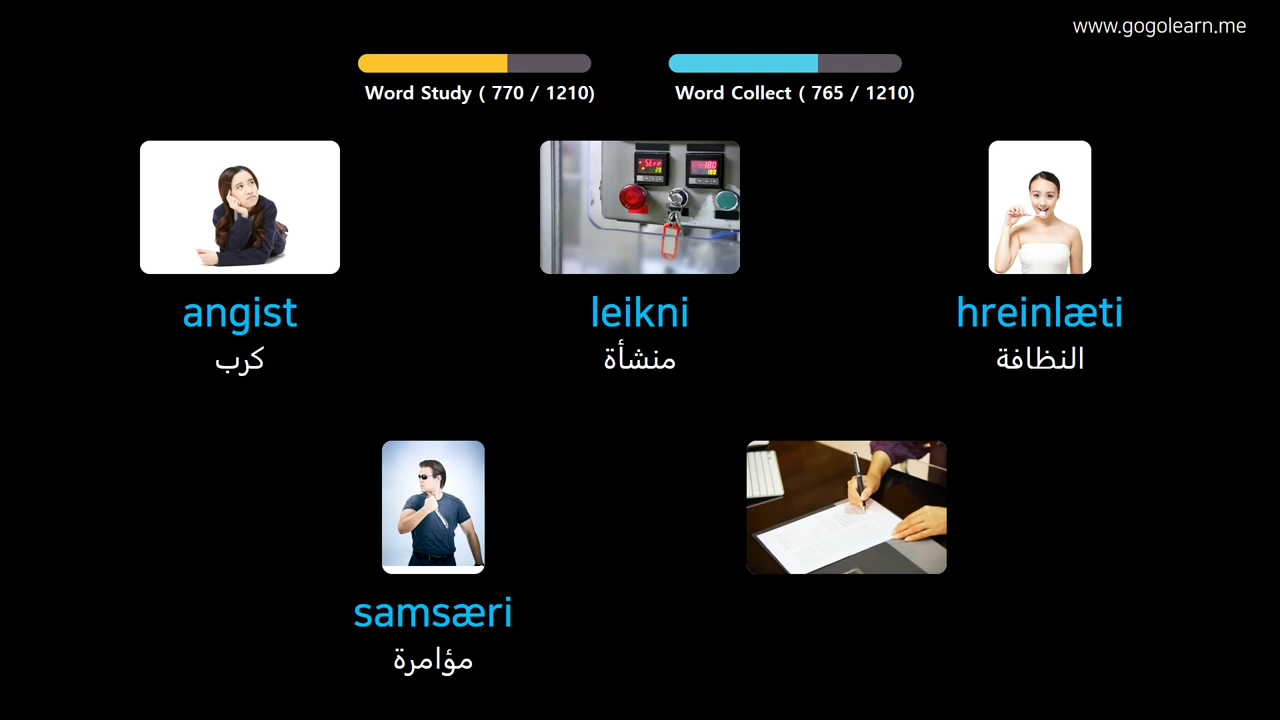 www.gogolearn.me
Word Study ( 770 / 1210)
Word Collect ( 765 / 1210)
angist
كرب
leikni
منشأة
hreinlæti
النظافة
samsæri
مؤامرة